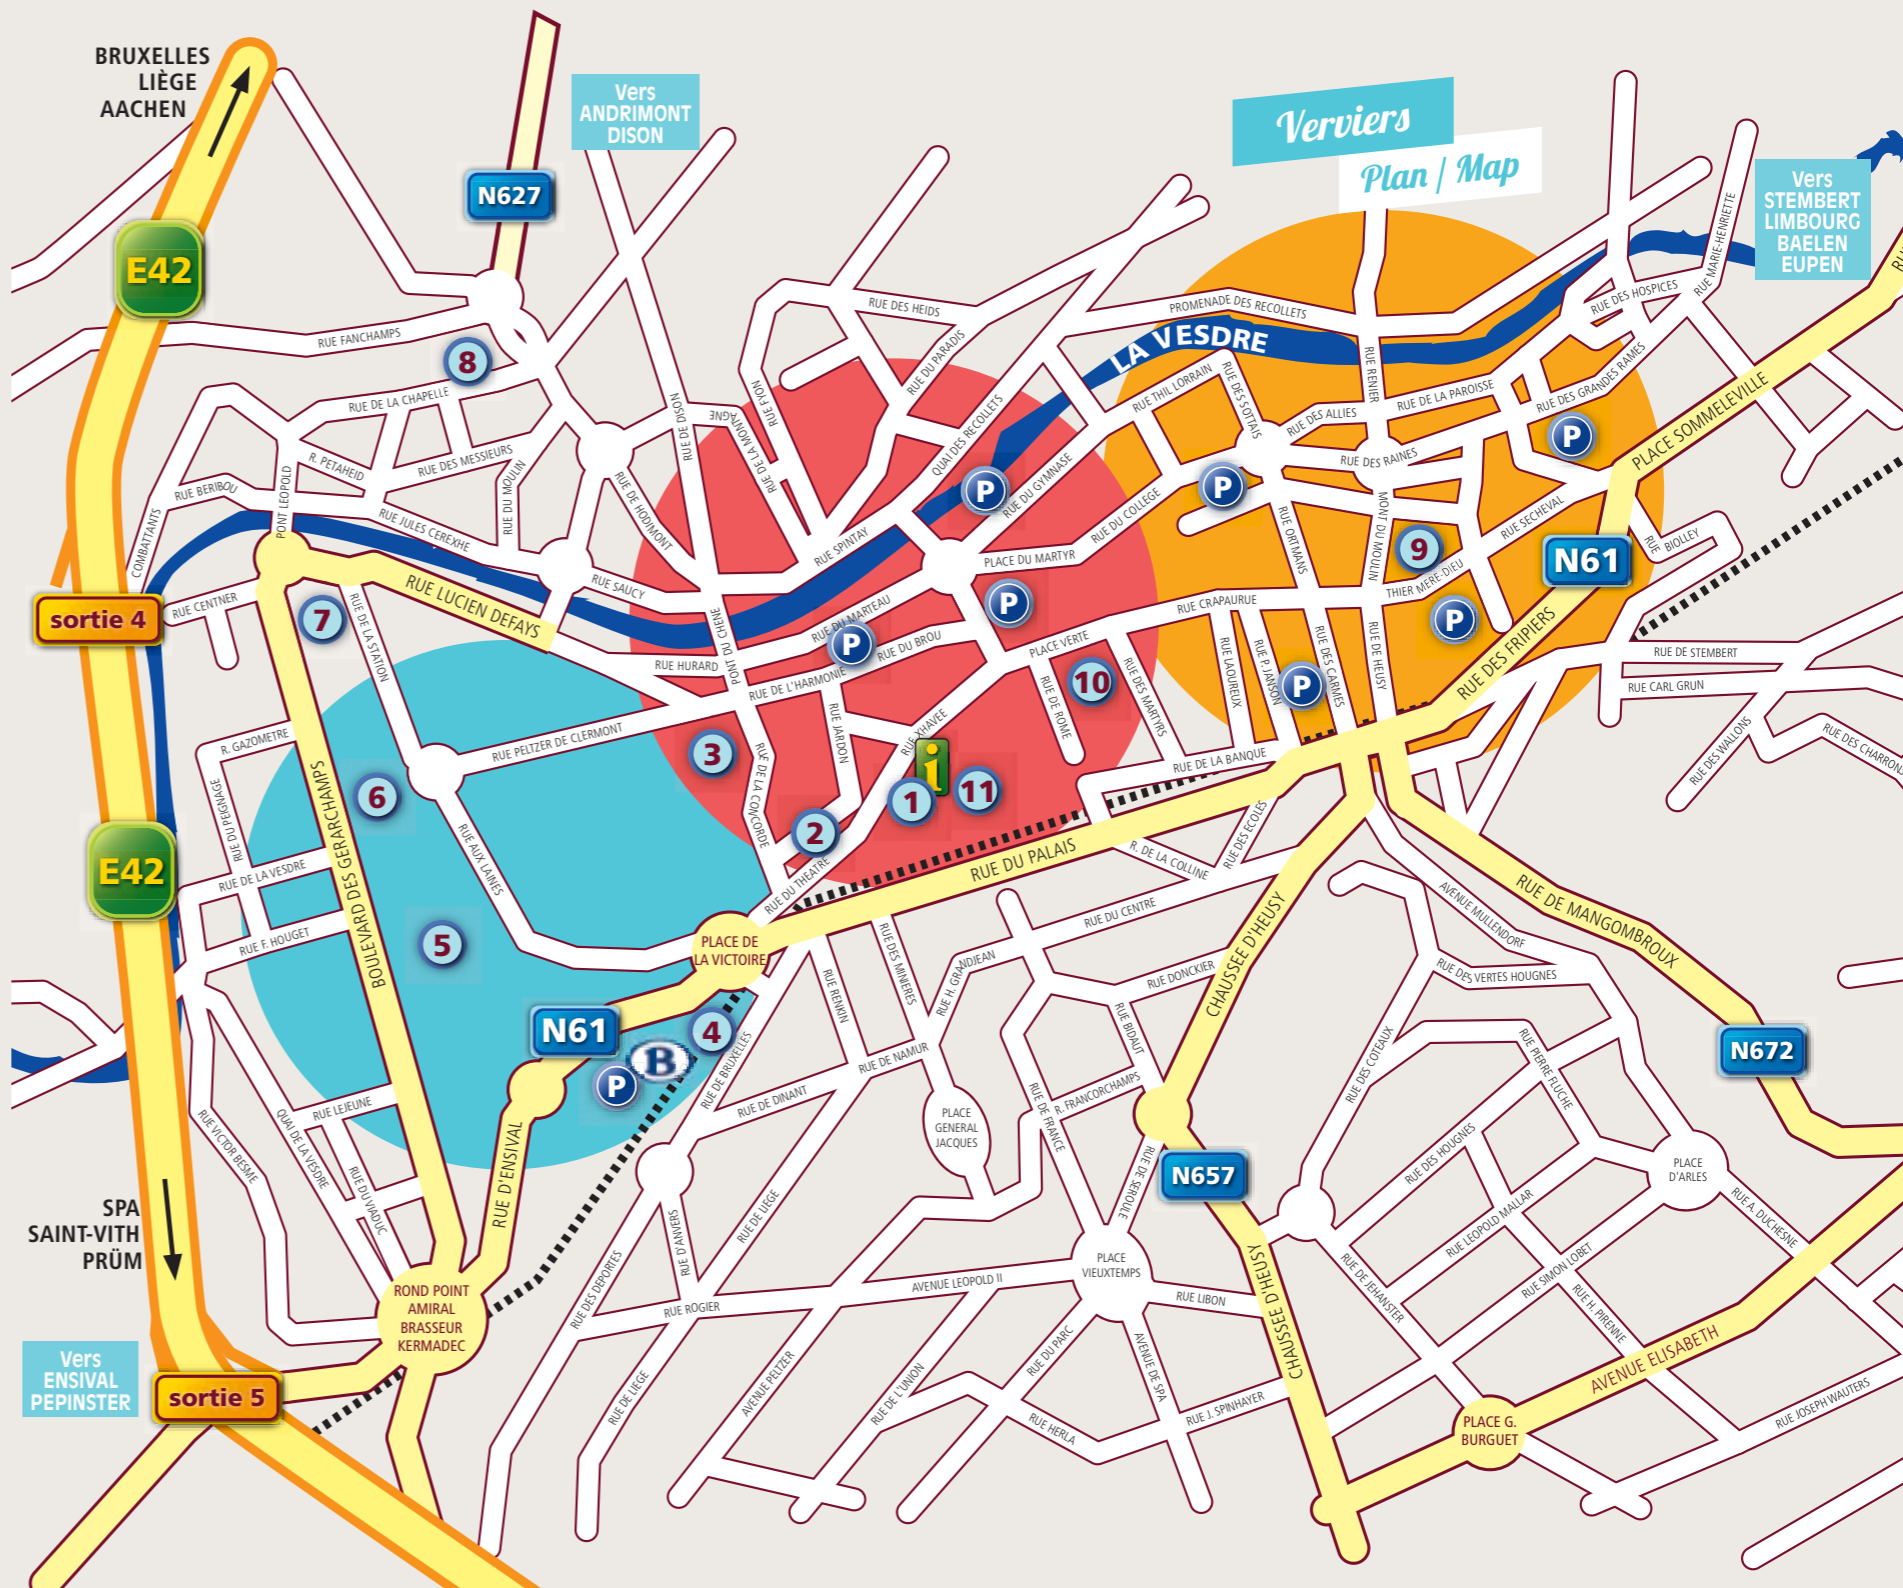 BRUXELLES
LIÈGE
AACHEN
Vers
ANDRIMONT
DISON
Verviers
Plan / Map
Vers
STEMBERT
LIMBOURG
BAELEN
EUPEN
N627
E42
RUE FANCHAMPS
8
RUE DE LA CHAPELLE
R. PETAHEID
RUE DES MESSIEURS
RUE BERIBOU
PONT LEOPOLD
COMBATTANTS
RUE JULES CEREXHE
RUE DU MOULIN
RUE DE HODIMONT
RUE DE DISON
RUE DE LA MONTAGNE
RUE FYON
RUE DES HEIDS
RUE DU PARADIS
QUAI DES RECOLLETS
PROMENADE DES RECOLLETS
LA VESDRE
RUE THIL LORRAIN
RUE DES SOTTAIS
RUE RENIER
RUE DES ALLIES
RUE DE LA PAROISSE
RUE DES HOSPICES
RUE MARIE-HENRIETTE
RUE DES GRANDES RAMES
P
PLACE SOMMELEVILLE
RU
RUE DES RAINES
P
P
RUE DU GYMNASE
RUE DU COLLEGE
RUE SPINTAY
PLACE DU MARTYR
RUE ORTMANS
MONT DU MOULIN
9
RUE SECHEVAL
THIER MERE-DIEU
N61
RUE BIOLLEY
sortie 4
RUE CENTNER
7
RUE DE LA STATION
RUE LUCIEN DEFAYS
RUE SAUCY
PONT DU CHENE
RUE DU MARTEAU
P
P
RUE DU BROU
RUE HURARD
RUE DE L'HARMONIE
PLACE VERTE
RUE CRAPAURUE
RUE LAOUREUX
RUE P. JANSON
RUE DES CARMES
RUE DE HEUSY
P
P
RUE DES FRIPIERS
RUE DE STEMBERT
RUE CARL GRUN
RUE DES WALLONS
RUE DES CHARRONS
10
RUE DE ROME
RUE DES MARTYRS
RUE DE LA BANQUE
R. GAZOMETRE
RUE PELTZER DE CLERMONT
3
RUE JARDON
RUE XHAVEE
i
1
11
2
RUE DE LA CONCORDE
RUE DU THEATRE
6
RUE AUX LAINES
BOULEVARD DES GERARDCHAMPS
RUE DU PEIGNAGE
RUE DE LA VESDRE
RUE F. HOUGET
5
E42
PLACE DE
LA VICTOIRE
RUE DU PALAIS
R. DE LA COLLINE
RUE DES ECOLES
RUE DU CENTRE
CHAUSSEE D'HEUSY
AVENUE MULLENDORF
RUE DE MANGOMBROUX
RUE DES VERTES HOUGNES
N61
4
B
P
RUE DE BRUXELLES
RUE RENKIN
RUE DES MINIERES
RUE H. GRANDJEAN
RUE DONCKIER
RUE BIDAUT
RUE DE NAMUR
RUE DE DINANT
PLACE
GENERAL
JACQUES
RUE DE FRANCE
R. FRANCORCHAMPS
RUE DES COTEAUX
RUE PIERRE FLUCHE
N672
RUE LEJEUNE
RUE VICTOR BESME
QUAI DE LA VESDRE
RUE DU VIADUC
RUE D'ENSIVAL
RUE DE SEROULE
N657
RUE DES HOUGNES
PLACE
D'ARLES
RUE A. DUCHESNE
RUE LEOPOLD MALLAR
RUE SIMON LOBET
RUE H. PIRENNE
RUE DE JEHANSTER
SPA
SAINT-VITH
PRÜM
ROND POINT
AMIRAL
BRASSEUR
KERMADEC
RUE DES DEPORTES
RUE D'ANVERS
RUE DE LIEGE
RUE ROGIER
AVENUE LEOPOLD II
PLACE
VIEUXTEMPS
RUE LIBON
CHAUSSEE D'HEUSY
AVENUE ELISABETH
Vers
ENSIVAL
PEPINSTER
sortie 5
RUE DE LIEGE
AVENUE PELTZER
RUE DE L'UNION
RUE DU PARC
AVENUE DE SPA
RUE HERLA
RUE J. SPINHAYER
PLACE G.
BURGUET
RUE JOSEPH WAUTERS